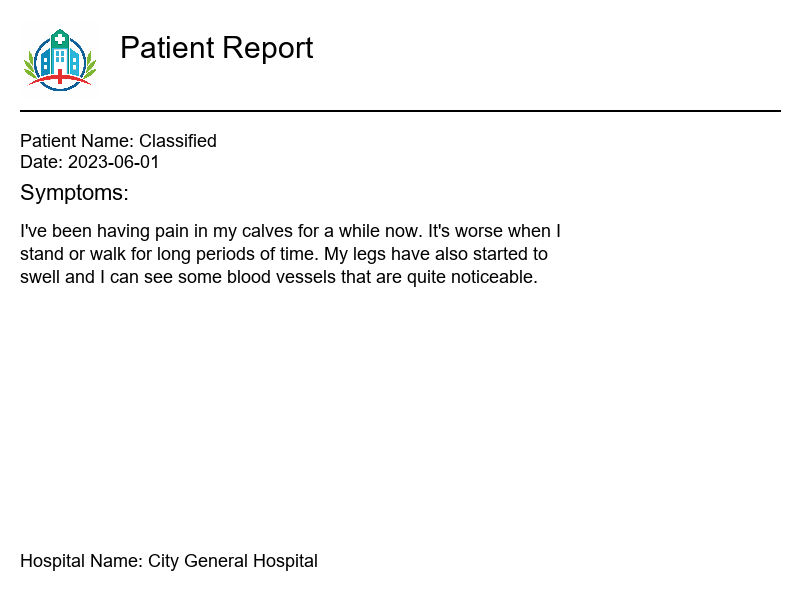 Patient Report
Patient Name: Classified
Date: 2023-06-01
Symptoms:
I've been having pain in my calves for a while now. It's worse when I
stand or walk for long periods of time. My legs have also started to
swell and I can see some blood vessels that are quite noticeable.
Hospital Name: City General Hospital